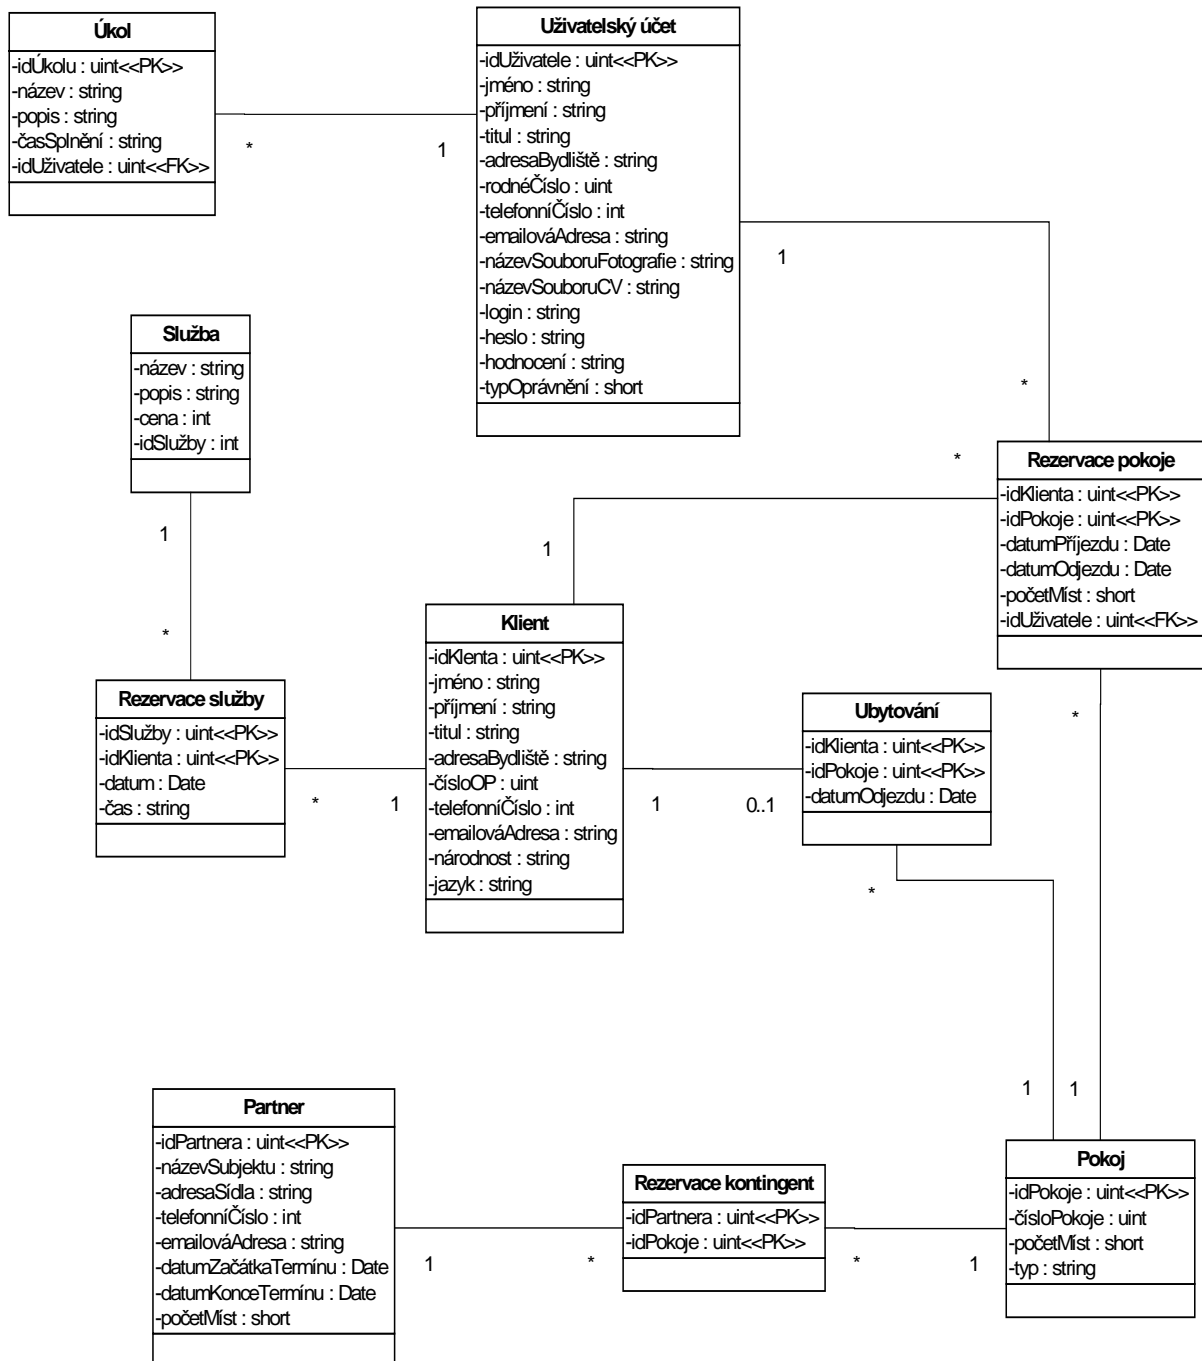 Úkol
-idÚkolu : uint<<PK>>
-název : string
-popis : string
-časSplnění : string
-idUživatele : uint<<FK>>
*
1
Uživatelský účet
-idUživatele : uint<<PK>>
-jméno : string
-příjmení : string
-titul : string
-adresaBydliště : string
-rodnéČíslo : uint
-telefonníČíslo : int
-emailováAdresa : string
-názevSouboruFotografie : string
-názevSouboruCV : string
-login : string
-heslo : string
-hodnocení : string
-typOprávnění : short
1
*
Služba
-název : string
-popis : string
-cena : int
-idSlužby : int
1
*
Rezervace pokoje
-idKlienta : uint<<PK>>
-idPokoje : uint<<PK>>
-datumPříjezdu : Date
-datumOdjezdu : Date
-početMíst : short
-idUživatele : uint<<FK>>
*
1
Rezervace služby
-idSlužby : uint<<PK>>
-idKlienta : uint<<PK>>
-datum : Date
-čas : string
*
1
Klient
-idKlenta : uint<<PK>>
-jméno : string
-příjmení : string
-titul : string
-adresaBydliště : string
-čísloOP : uint
-telefonníČíslo : int
-emailováAdresa : string
-národnost : string
-jazyk : string
1
0..1
Ubytování
-idKlienta : uint<<PK>>
-idPokoje : uint<<PK>>
-datumOdjezdu : Date
*
*
1
1
Partner
-idPartnera : uint<<PK>>
-názevSubjektu : string
-adresaSídla : string
-telefonníČíslo : int
-emailováAdresa : string
-datumZačátkaTermínu : Date
-datumKonceTermínu : Date
-početMíst : short
1
*
Rezervace kontingent
-idPartnera : uint<<PK>>
-idPokoje : uint<<PK>>
*
1
Pokoj
-idPokoje : uint<<PK>>
-čísloPokoje : uint
-početMíst : short
-typ : string